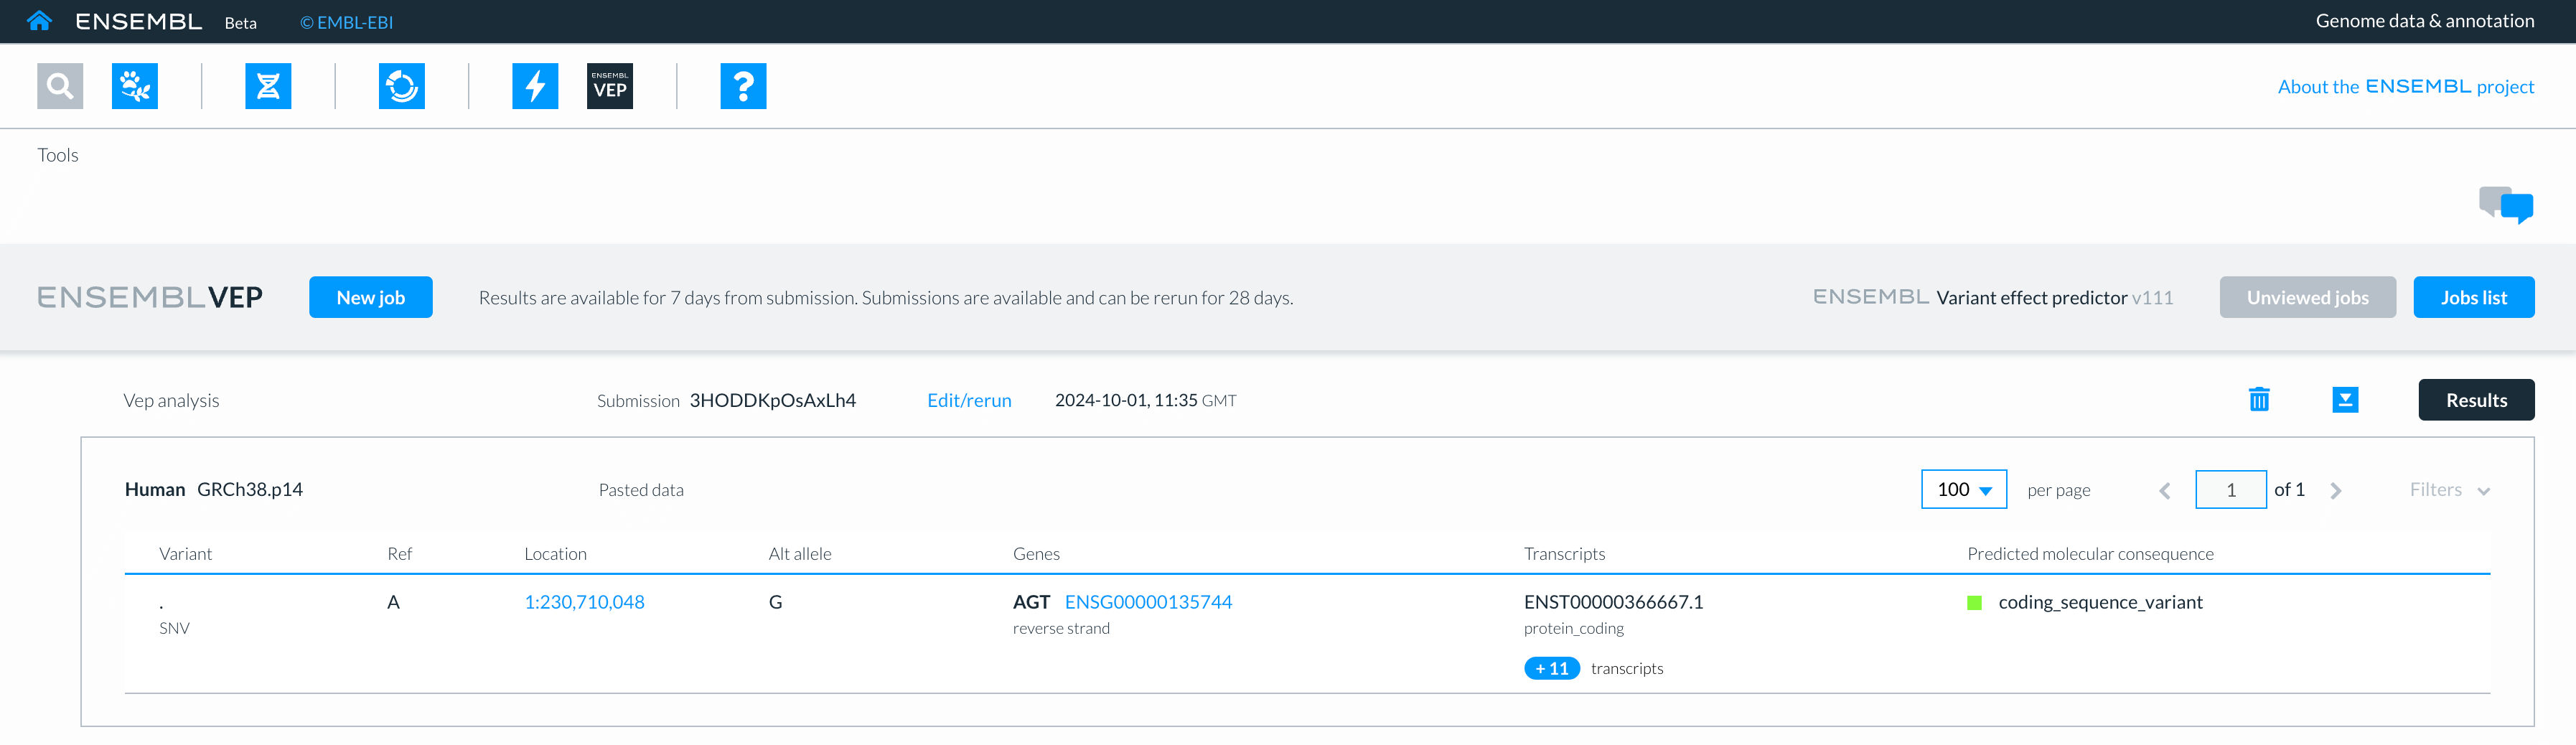 ENSEMBL Beta © EMBL-EBI Genome data & annotation
ENSEMBL VEP ? About the ENSEMBL project
Tools
ENSEMBLVEP New job Results are available for 7 days from submission. Submissions are available and can be rerun for 28 days. ENSEMBL Variant effect predictor v111 Unviewed jobs Jobs list
Vep analysis Submission 3HODDKpOsAxLh4 Edit/rerun 2024-10-01, 11:35 GMT Results
Human GRCh38.p14 Pasted data 100 per page 1 of 1 Filters
Variant Ref Location Alt allele Genes Transcripts Predicted molecular consequence
. A 1:230,710,048 G AGT ENSG00000135744 ENST00000366667.1 coding_sequence_variant
SNV reverse strand protein_coding
+ 11 transcripts